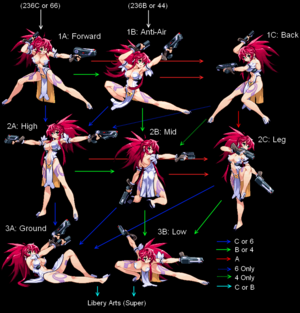 (236C or 66) (236B or 44)
1A: Forward 1B: Anti-Air 1C: Back
2A: High 2B: Mid 2C: Leg
3A: Ground 3B: Low
C or 6
B or 4
A
6 Only
4 Only
C or B
Libery Arts (Super)